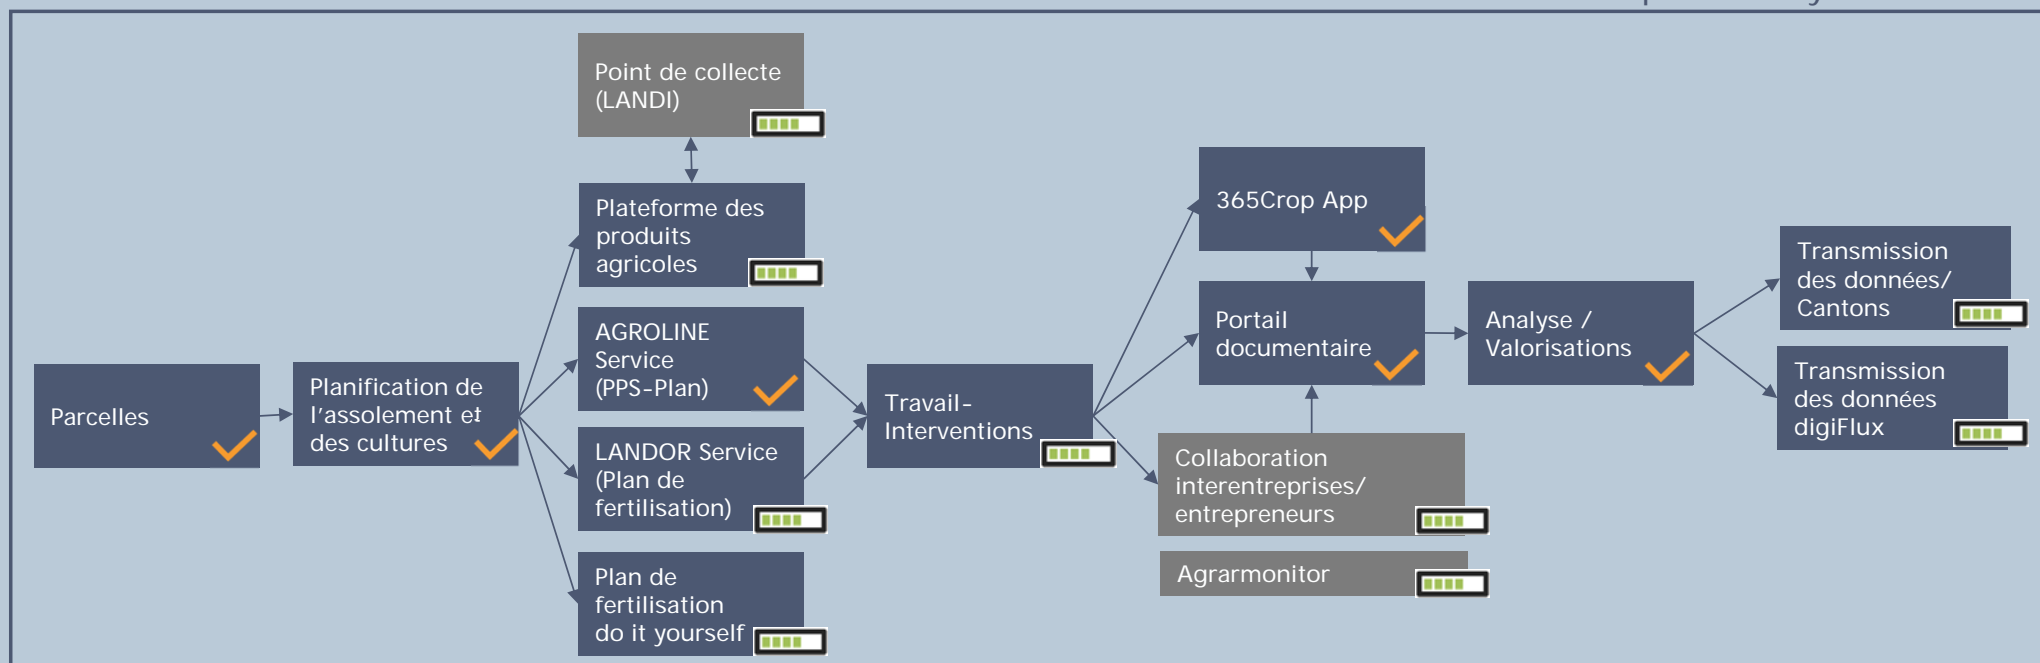 Point de collecte
(LANDI)
Plateforme des
produits
agricoles
AGROLINE
Service
(PPS-Plan)
LANDOR Service
(Plan de
fertilisation)
Plan de
fertilisation
do it yourself
Parcelles
Planification de
l'assolement et
des cultures
Travail-
Interventions
365Crop App
Portail
documentaire
Collaboration
interentreprises/
entrepreneurs
Agrarmonitor
Analyse /
Valorisations
Transmission
des données/
Cantons
Transmission
des données
digiFlux